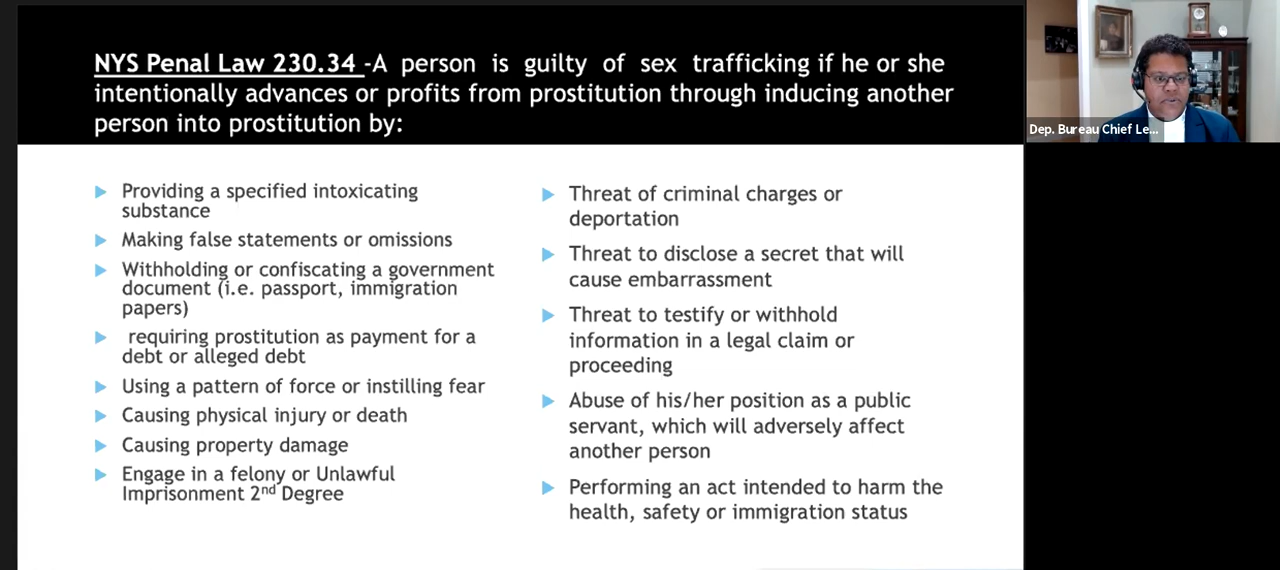 NYS Penal Law 230.34 -A person is guilty of sex trafficking if he or she
intentionally advances or profits from prostitution through inducing another
person into prostitution by:
Providing a specified intoxicating
substance
Making false statements or omissions
Withholding or confiscating a government
document (i.e. passport, immigration
papers)
requiring prostitution as payment for a
debt or alleged debt
Using a pattern of force or instilling fear
Causing physical injury or death
Causing property damage
Engage in a felony or Unlawful
Imprisonment 2nd Degree
Threat of criminal charges or
deportation
Threat to disclose a secret that will
cause embarrassment
Threat to testify or withhold
information in a legal claim or
proceeding
Abuse of his/her position as a public
servant, which will adversely affect
another person
Performing an act intended to harm the
health, safety or immigration status
Dep. Bureau Chief Le...